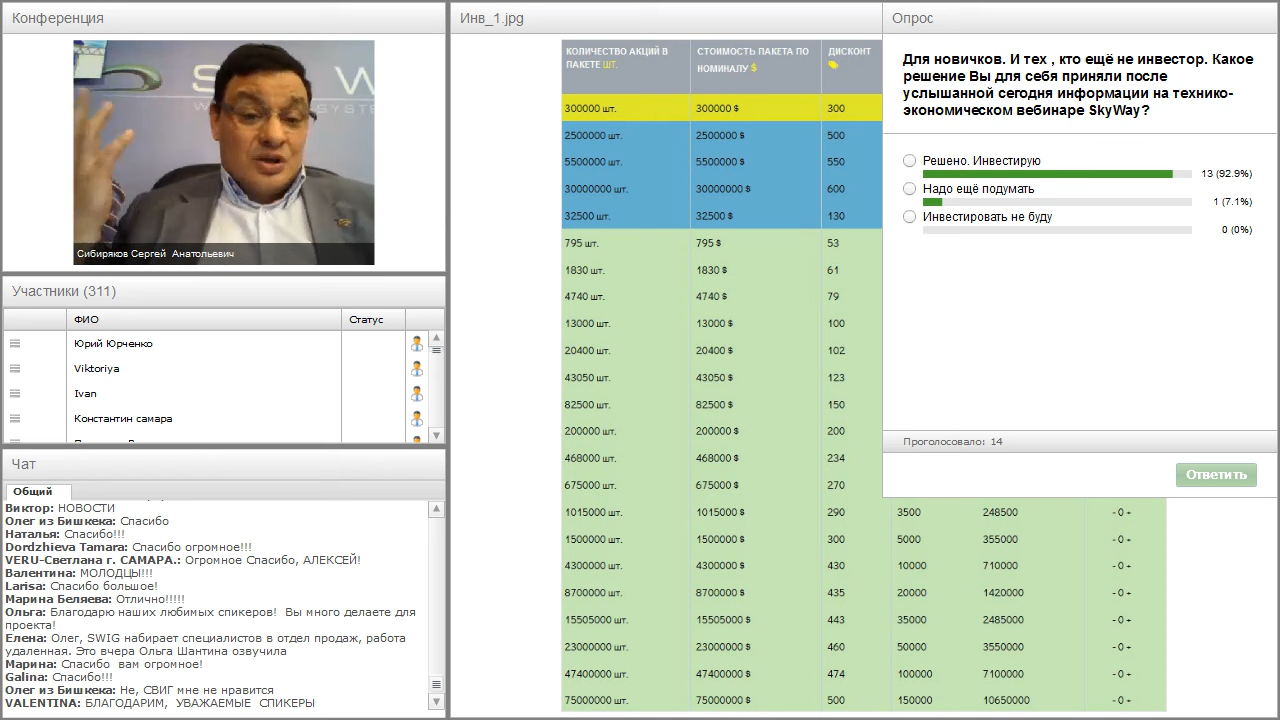 Конференция
S W
W
SYSTE
Сибиряков Сергей Анатольевич
Участники (311)
ФИО Статус
Юрий Юрченко
Viktoriya
Ivan
Константин самара
Чат
Общий
Виктор: НОВОСТИ
Олег из Бишкека: Спасибо
Наталья: Спасибо!!!
Dordzhieva Tamara: Спасибо огромное!!!
VERU-Светлана г. САМАРА.: Огромное Спасибо, АЛЕКСЕЙ!
Валентина: МОЛОДЦЫ!!!
Larisa: Спасибо большое!
Марина Беляева: Отлично!!!!!
Ольга: Благодарю наших любимых спикеров! Вы много делаете для
проекта!
Елена: Олег, SWIG набирает специалистов в отдел продаж, работа
удаленная. Это вчера Ольга Шантина озвучила
Марина: Спасибо вам огромное!
Galina: Спасибо!!!
Олег из Бишкека: Не, СВИГ мне не нравится
VALENTINA: БЛАГОДАРИМ, УВАЖАЕМЫЕ СПИКЕРЫ
Инв_1.jpg
КОЛИЧЕСТВО АКЦИЙ В СТОИМОСТЬ ПАКЕТА ПО ДИСКОНТ
ПАКЕТЕ ШТ. НОМИНАЛУ $
300000 шт. 300000 $ 300
2500000 шт. 2500000 $ 500
5500000 шт. 5500000 $ 550
30000000 шт. 30000000 $ 600
32500 шт. 32500 $ 130
795 шт. 795 $ 53
1830 шт. 1830 $ 61
4740 шт. 4740 $ 79
13000 шт. 13000 $ 100
20400 шт. 20400 $ 102
43050 шт. 43050 $ 123
82500 шт. 82500 $ 150
200000 шт. 200000 $ 200
468000 шт. 468000 $ 234
675000 шт. 675000 $ 270
1015000 шт. 1015000 $ 290 3500 248500 - 0 +
1500000 шт. 1500000 $ 300 5000 355000 - 0 +
4300000 шт. 4300000 $ 430 10000 710000 - 0 +
8700000 шт. 8700000 $ 435 20000 1420000 - 0 +
15505000 шт. 15505000 $ 443 35000 2485000 - 0 +
23000000 шт. 23000000 $ 460 50000 3550000 - 0 +
47400000 шт. 47400000 $ 474 100000 7100000 - 0 +
75000000 шт. 75000000 $ 500 150000 10650000 - 0 +
Опрос
Для новичков. И тех , кто ещё не инвестор. Какое
решение Вы для себя приняли после
услышанной сегодня информации на технико-
экономическом вебинаре SkyWay?
Решено. Инвестирую
13 (92.9%)
Надо ещё подумать
1 (7.1%)
Инвестировать не буду
0 (0%)
Проголосовало: 14
Ответить